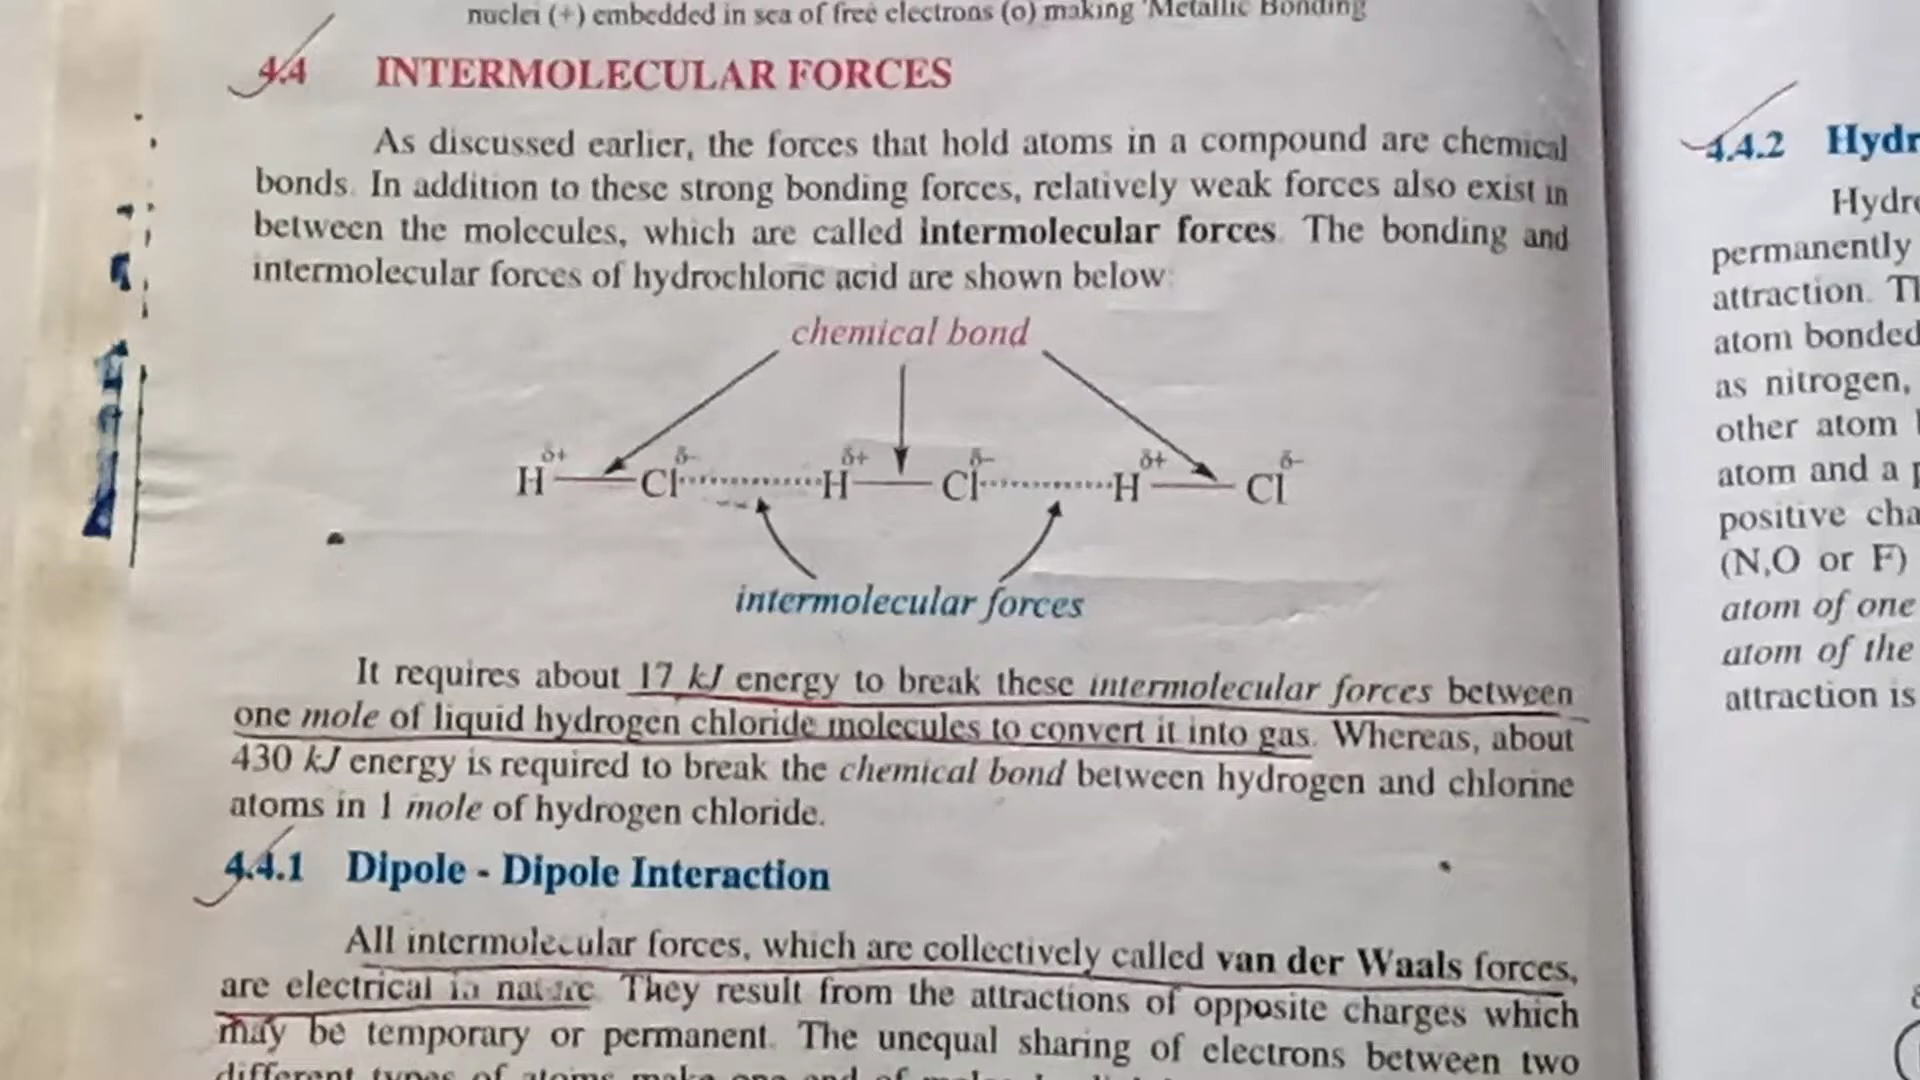 nuclei (+) embedded in sea of free electrons (o) making 'Metallic Bonding
4.4 INTERMOLECULAR FORCES
As discussed earlier, the forces that hold atoms in a compound are chemical
bonds. In addition to these strong bonding forces, relatively weak forces also exist in
between the molecules, which are called intermolecular forces. The bonding and
intermolecular forces of hydrochloric acid are shown below:
chemical bond
δ+ δ- δ+ δ- δ+ δ-
H Cl H Cl H Cl
intermolecular forces
It requires about 17 kJ energy to break these intermolecular forces between
one mole of liquid hydrogen chloride molecules to convert it into gas. Whereas, about
430 kJ energy is required to break the chemical bond between hydrogen and chlorine
atoms in 1 mole of hydrogen chloride.
4.4.1 Dipole - Dipole Interaction
All intermolecular forces, which are collectively called van der Waals forces,
are electrical in nature. They result from the attractions of opposite charges which
may be temporary or permanent. The unequal sharing of electrons between two
different types of atoms make one end of
4.4.2 Hydr
Hydro
permanently
attraction. Th
atom bonded
as nitrogen,
other atom
atom and a p
positive cha
(N,O or F)
atom of one
atom of the
attraction is